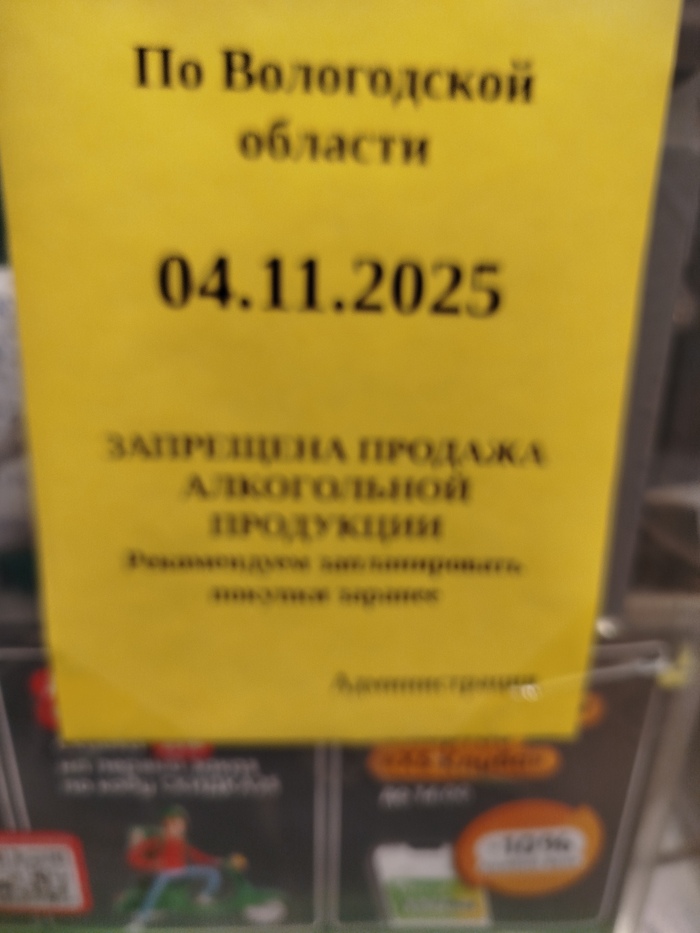 По Вологодской
области
04.11.2025
ЗАПРЕЩЕНА ПРОДАЖА
АЛКОГОЛЬНОЙ
ПРОДУКЦИИ
Рекомендуем запланировать
покупки заранее
Администрация